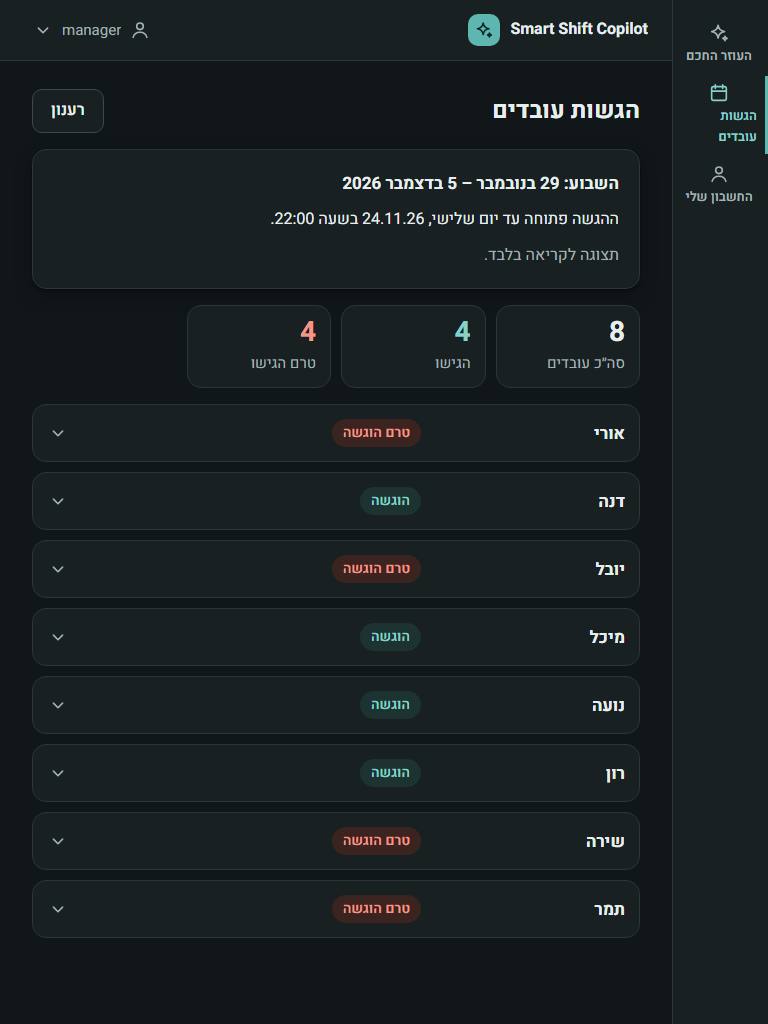 Smart Shift Copilot
manager
העוזר החכם
הגשות
עובדים
החשבון שלי
הגשות עובדים
רענון
השבוע: 29 בנובמבר – 5 בדצמבר 2026
ההגשה פתוחה עד יום שלישי, 24.11.26 בשעה 22:00.
תצוגה לקריאה בלבד.
8
סה״כ עובדים
4
הגישו
4
טרם הגישו
אורי טרם הוגשה
דנה הוגשה
יובל טרם הוגשה
מיכל הוגשה
נועה הוגשה
רון הוגשה
שירה טרם הוגשה
תמר טרם הוגשה